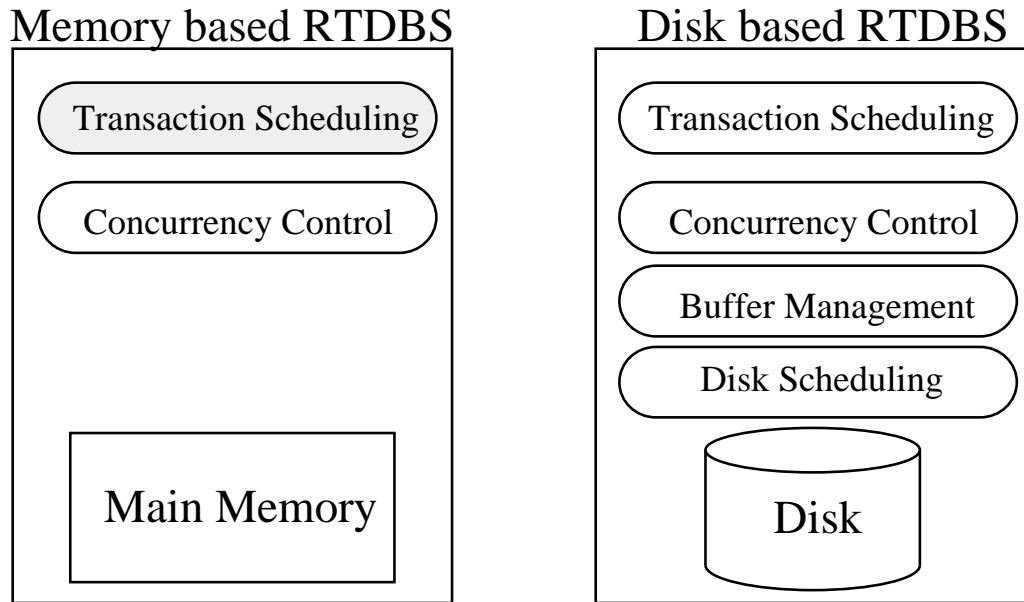 Memory based RTDBS
Transaction Scheduling
Concurrency Control
Main Memory
Disk based RTDBS
Transaction Scheduling
Concurrency Control
Buffer Management
Disk Scheduling
Disk